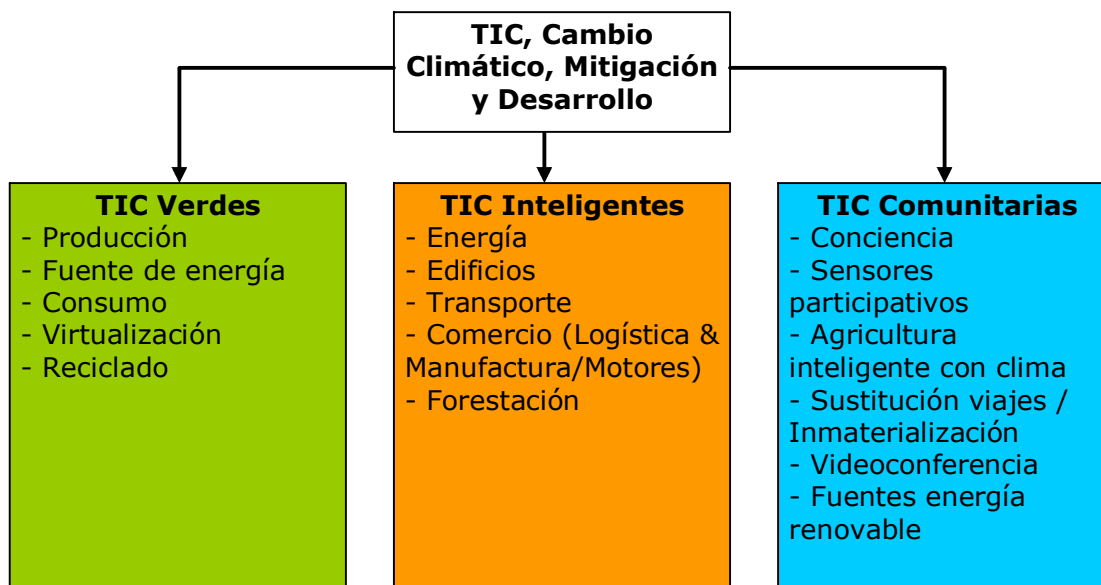 TIC, Cambio
Climático, Mitigación
y Desarrollo
TIC Verdes
- Producción
- Fuente de energía
- Consumo
- Virtualización
- Reciclado
TIC Inteligentes
- Energía
- Edificios
- Transporte
- Comercio (Logística &
Manufactura/Motores)
- Forestación
TIC Comunitarias
- Conciencia
- Sensores
participativos
- Agricultura
inteligente con clima
- Sustitución viajes /
Inmaterialización
- Videoconferencia
- Fuentes energía
renovable